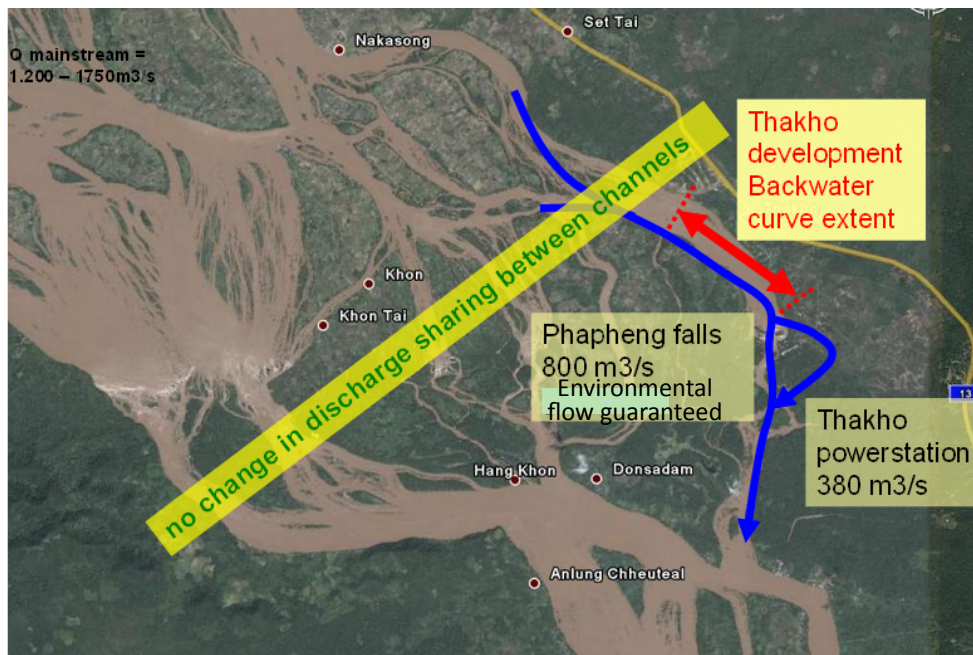 Set Tai
Nakasong
Q mainstream =
1.200 – 1750m3/s
Thakho
development
Backwater
curve extent
no change in discharge sharing between channels
Khon
Khon Tai
Phapheng falls
800 m3/s
Environmental
flow guaranteed
13
Thakho
powerstation
380 m3/s
Hang Khon
Donsadam
Anlung Chheuteal